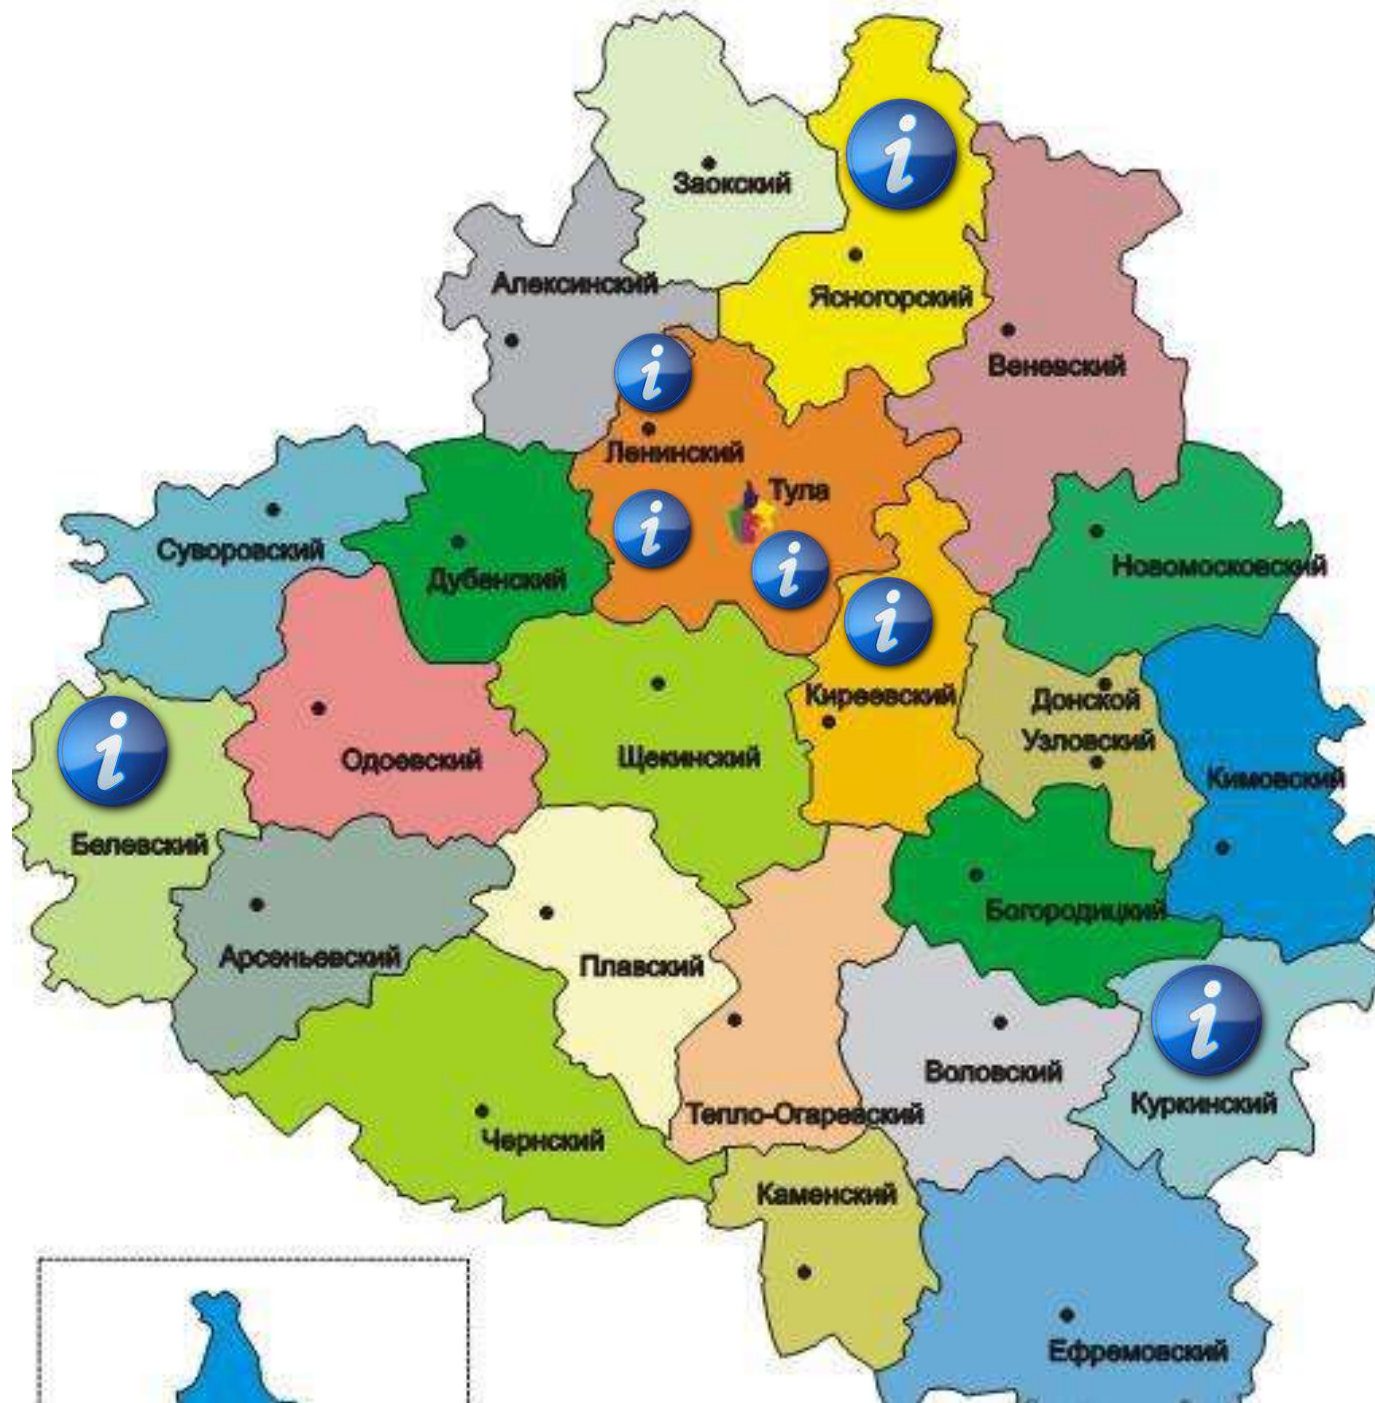 Заокский
Алексинский
Ясногорский
Веневский
Ленинский
Тула
Суворовский
Дубенский
Новомосковский
Киреевский
Донской
Одоевский
Щекинский
Узловский
Кимовский
Белевский
Богородицкий
Арсеньевский
Плавский
Воловский
Куркинский
Тепло-Огаревский
Чернский
Каменский
Ефремовский